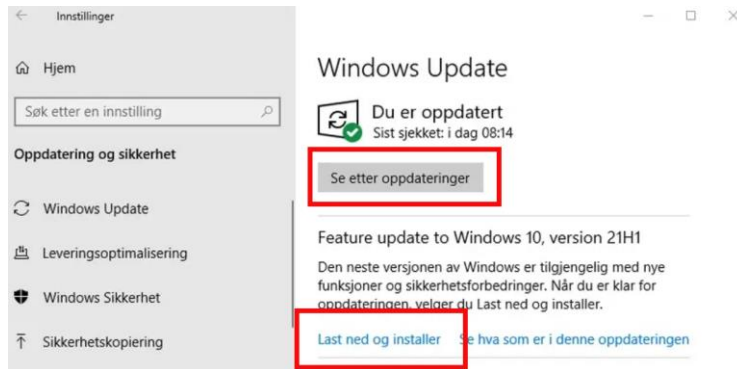 Innstillinger
Hjem
Søk etter en innstilling
Oppdatering og sikkerhet
Windows Update
Leveringsoptimalisering
Windows Sikkerhet
Sikkerhetskopiering
Windows Update
Du er oppdatert
Sist sjekket: i dag 08:14
Se etter oppdateringer
Feature update to Windows 10, version 21H1
Den neste versjonen av Windows er tilgjengelig med nye
funksjoner og sikkerhetsforbedringer. Når du er klar for
oppdateringen, velger du Last ned og installer.
Last ned og installer Se hva som er i denne oppdateringen